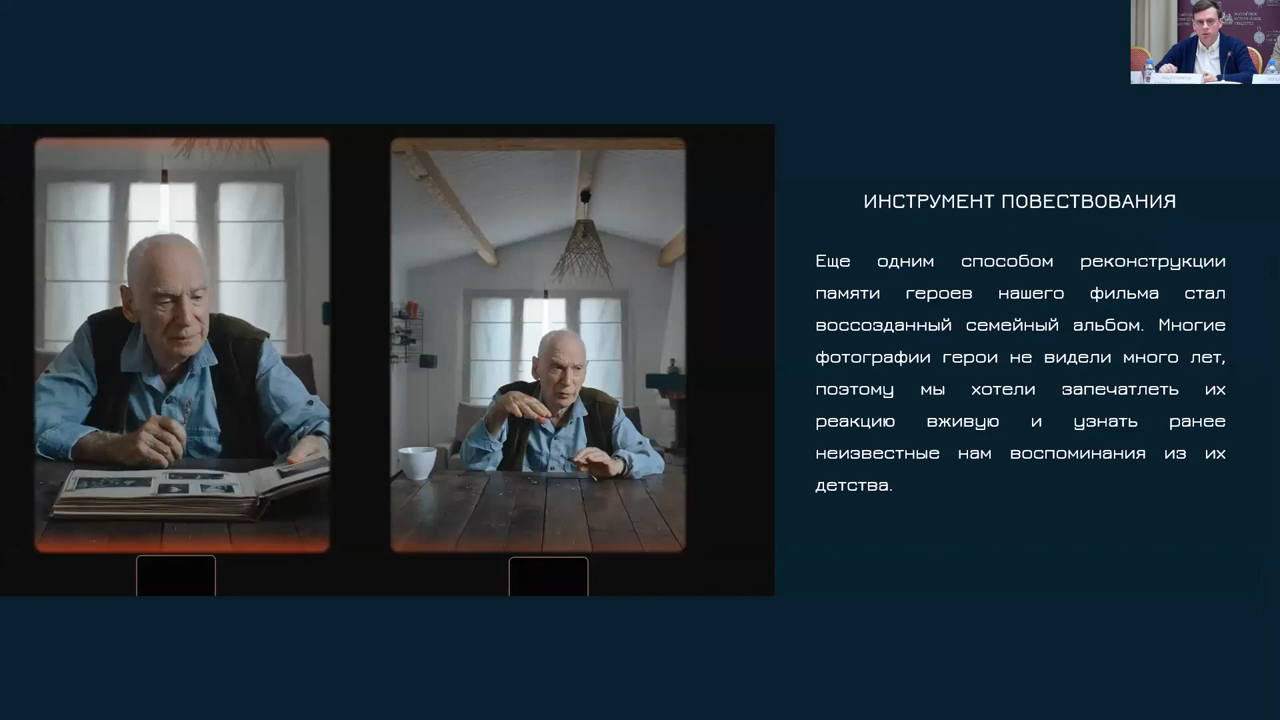 ИНСТРУМЕНТ ПОВЕСТВОВАНИЯ
Еще одним способом реконструкции
памяти героев нашего фильма стал
воссозданный семейный альбом. Многие
фотографии герои не видели много лет,
поэтому мы хотели запечатлеть их
реакцию вживую и узнать ранее
неизвестные нам воспоминания из их
детства.